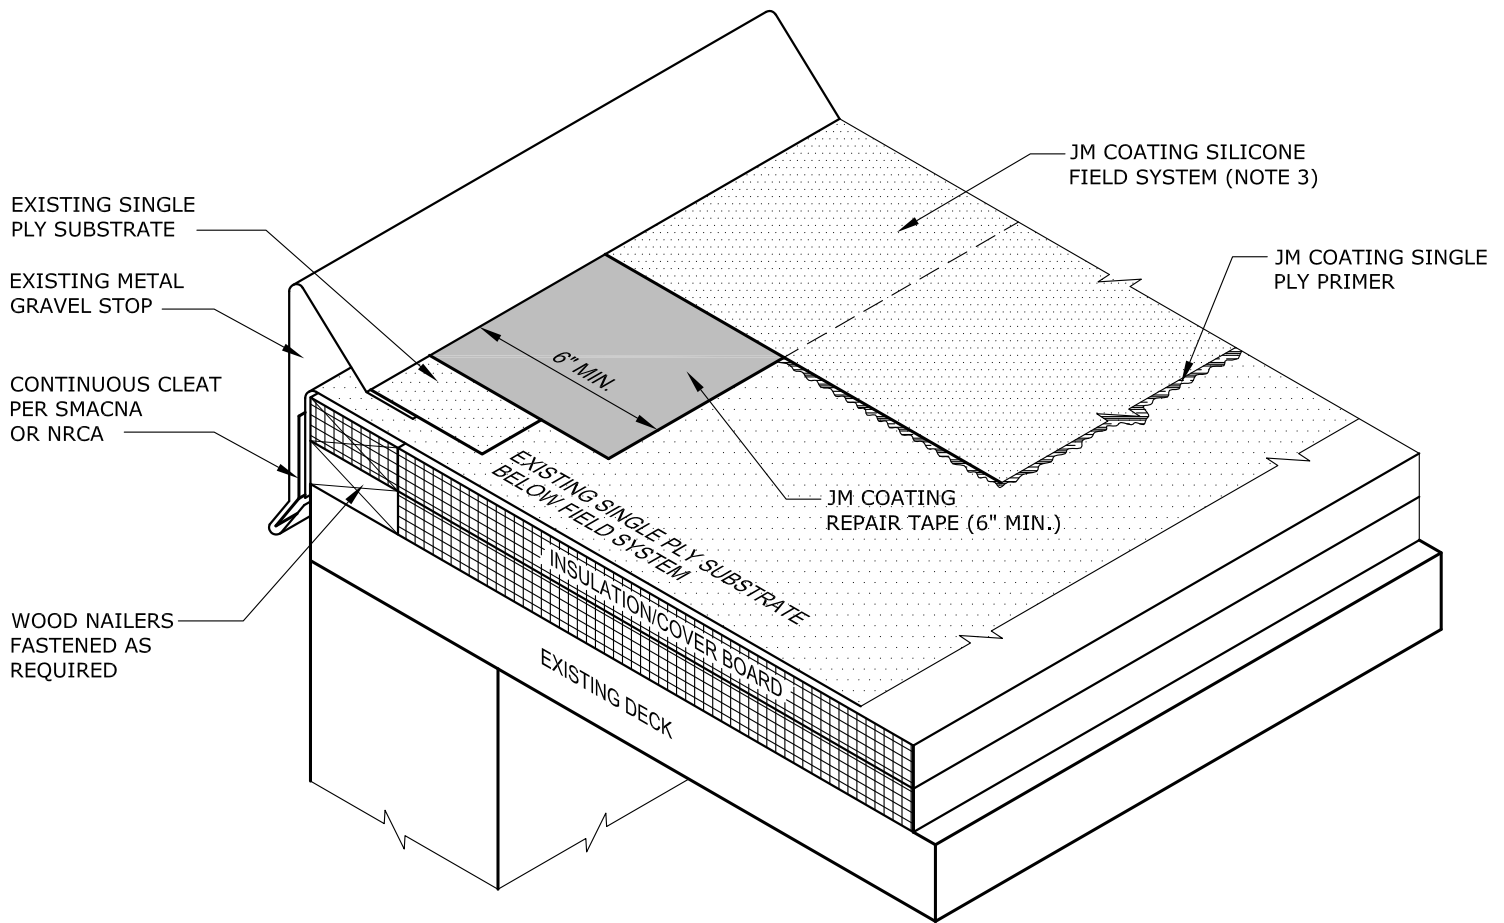 JM COATING SILICONE
FIELD SYSTEM (NOTE 3)
EXISTING SINGLE
PLY SUBSTRATE
JM COATING SINGLE
PLY PRIMER
EXISTING METAL
GRAVEL STOP
6" MIN.
CONTINUOUS CLEAT
PER SMACNA
OR NRCA
JM COATING
REPAIR TAPE (6" MIN.)
EXISTING SINGLE PLY SUBSTRATE
BELOW FIELD SYSTEM
INSULATION/COVER BOARD
EXISTING DECK
WOOD NAILERS
FASTENED AS
REQUIRED